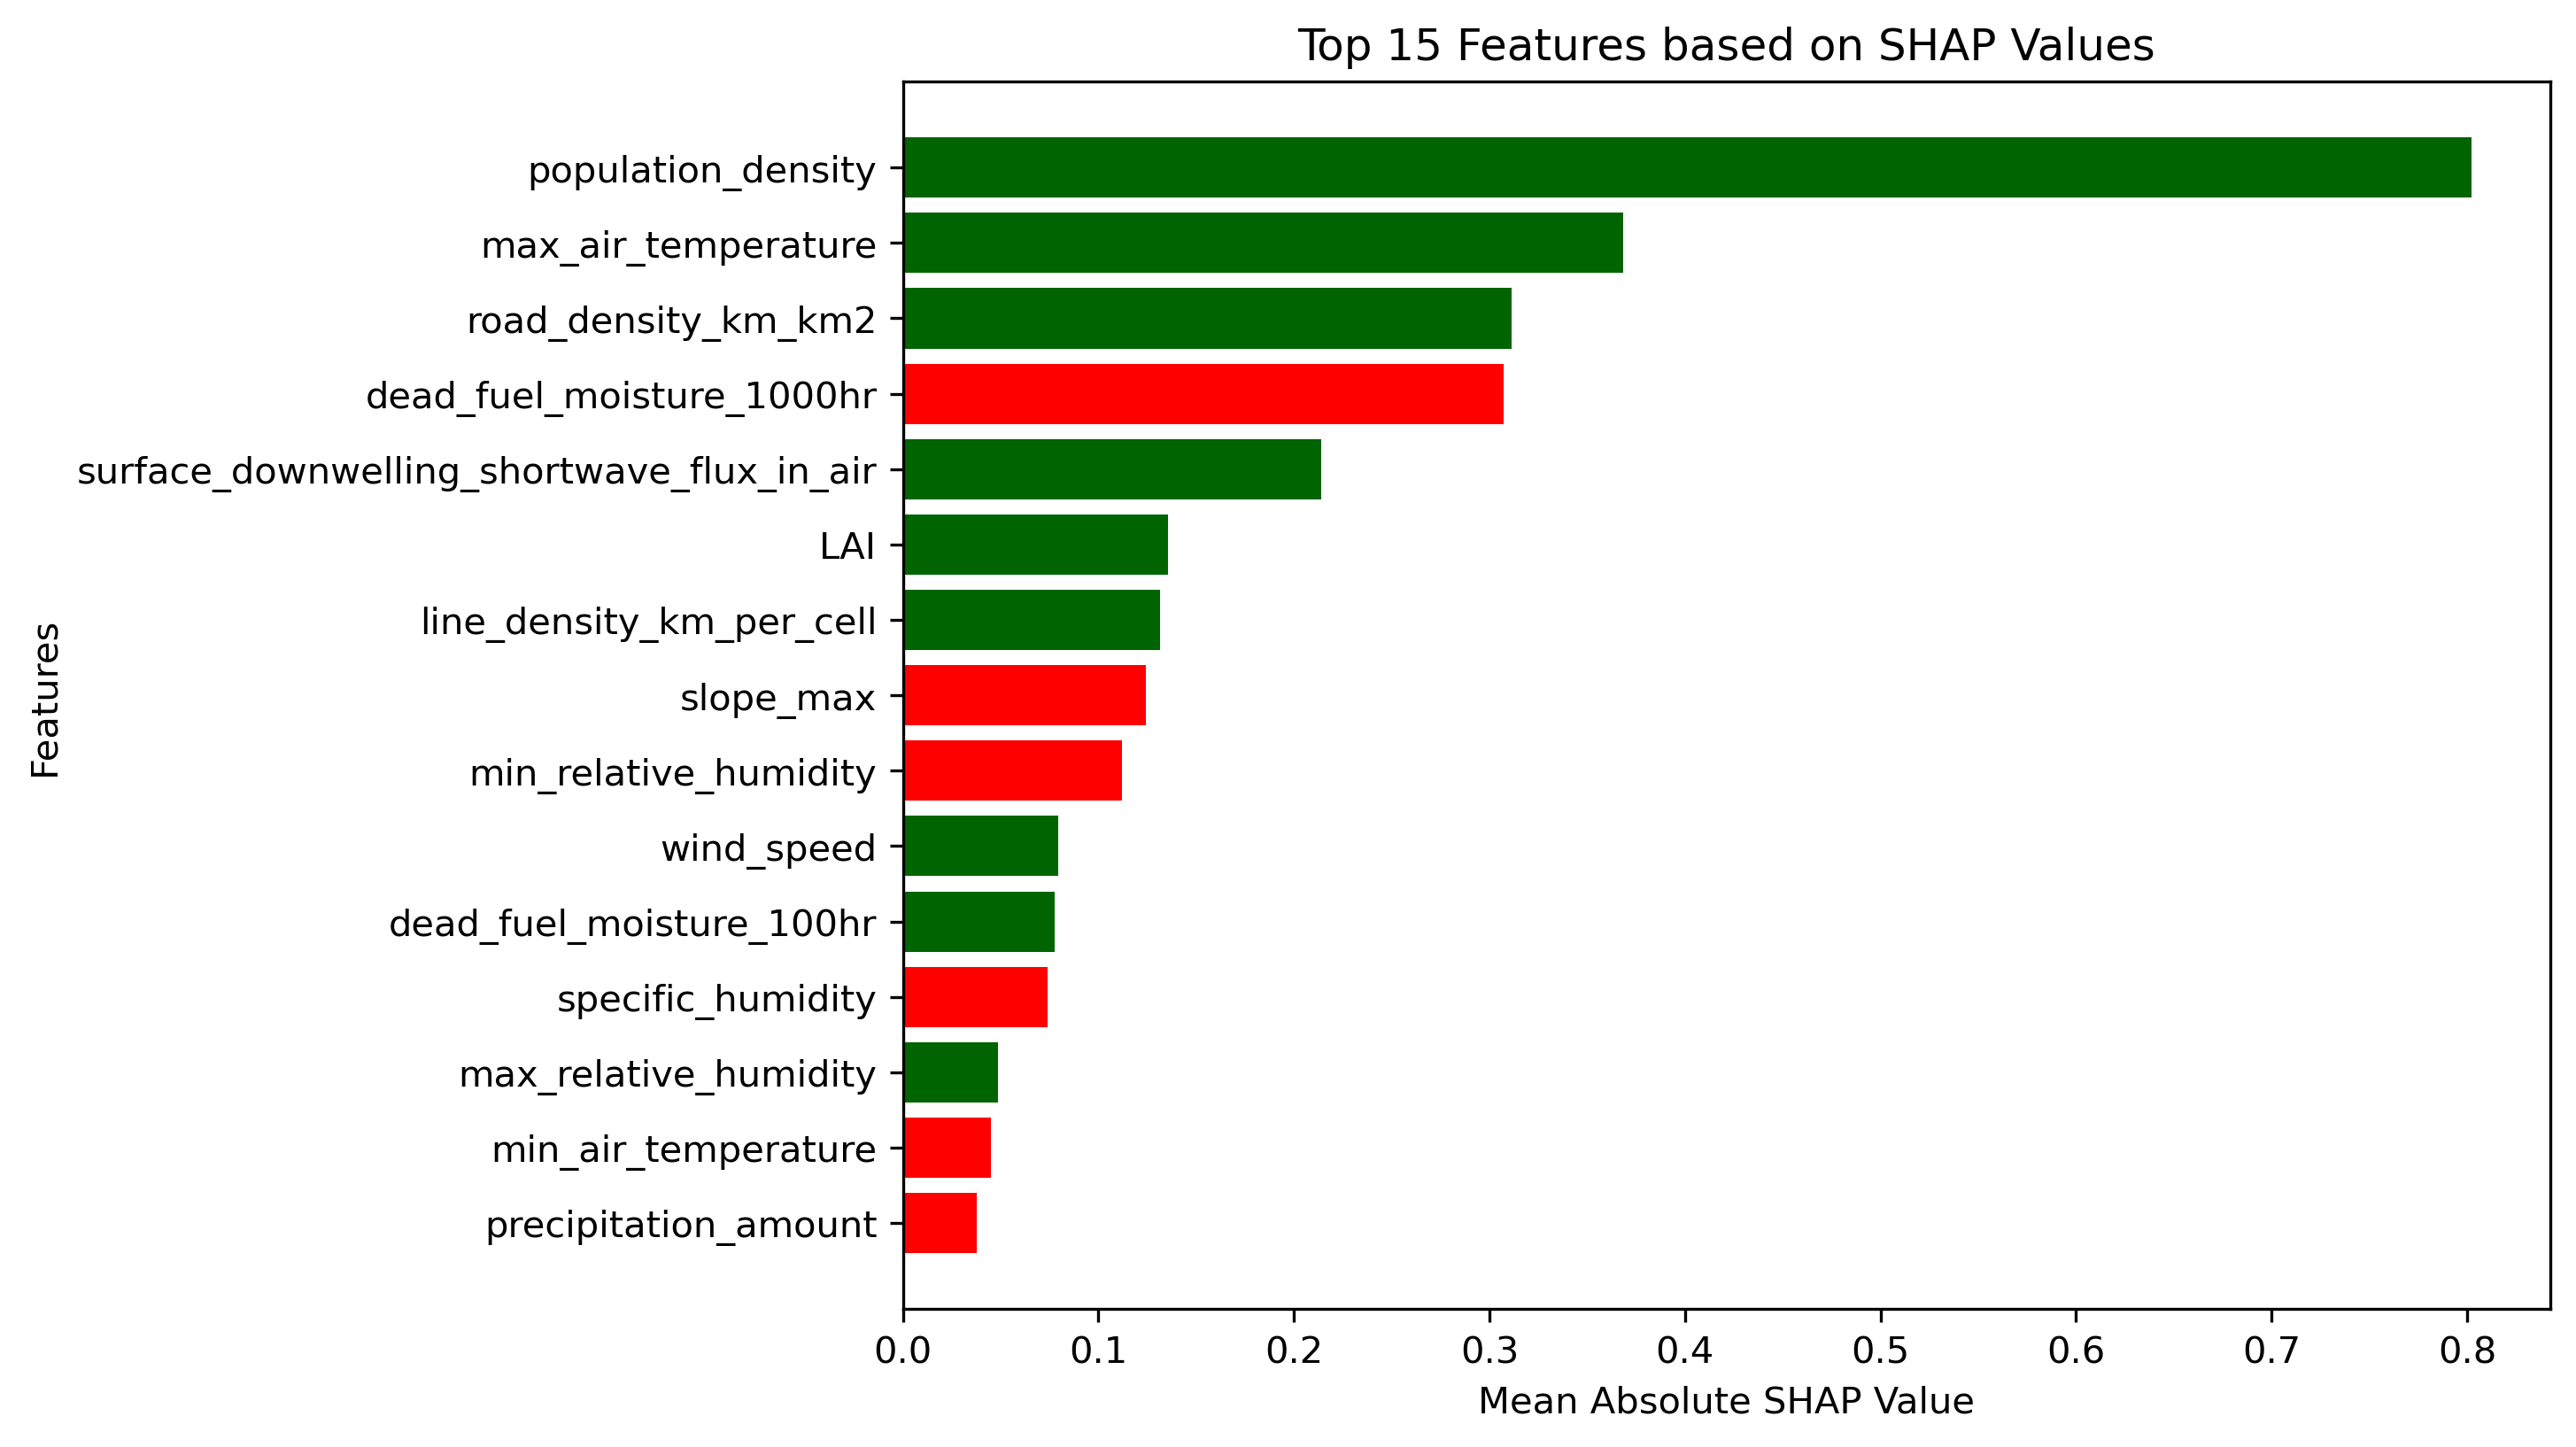 Top 15 Features based on SHAP Values
Features
population_density
max_air_temperature
road_density_km_km2
dead_fuel_moisture_1000hr
surface_downwelling_shortwave_flux_in_air
LAI
line_density_km_per_cell
slope_max
min_relative_humidity
wind_speed
dead_fuel_moisture_100hr
specific_humidity
max_relative_humidity
min_air_temperature
precipitation_amount
0.0 0.1 0.2 0.3 0.4 0.5 0.6 0.7 0.8
Mean Absolute SHAP Value